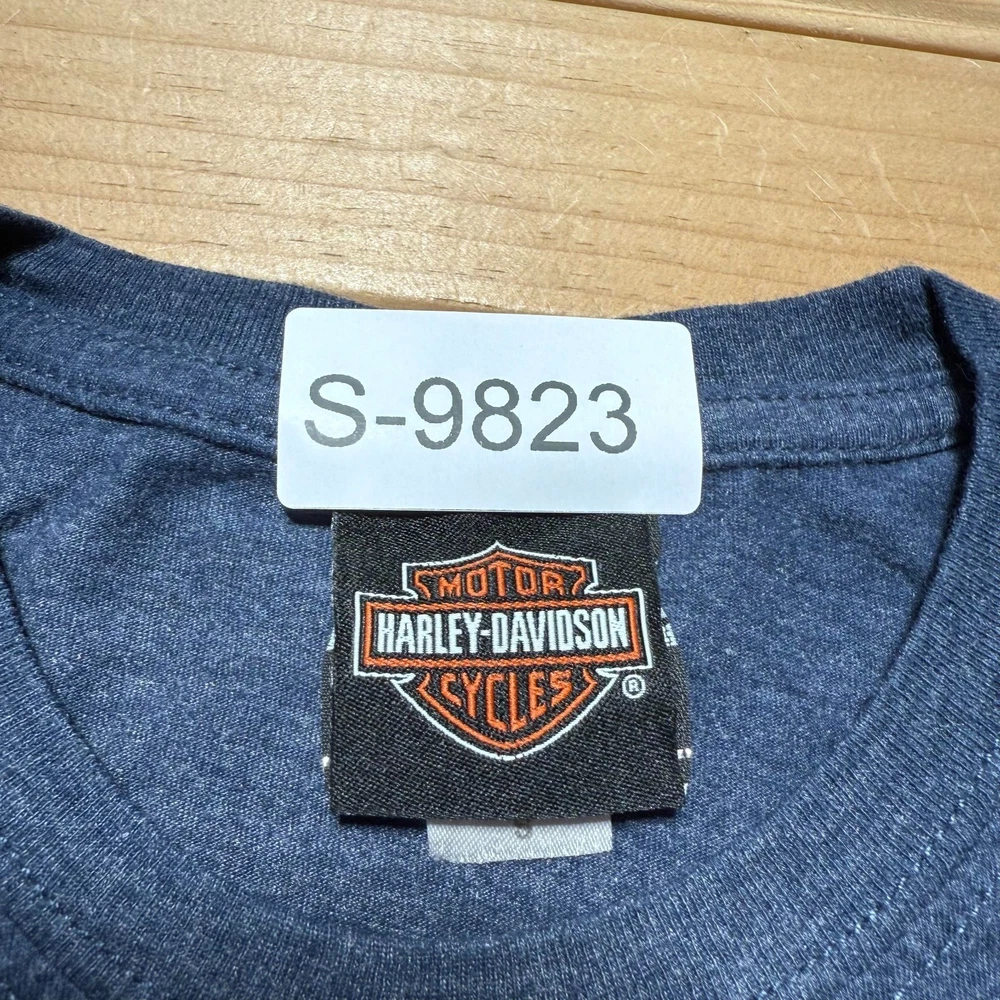 S-9823
MOTOR
HARLEY-DAVIDSON
CYCLES
®